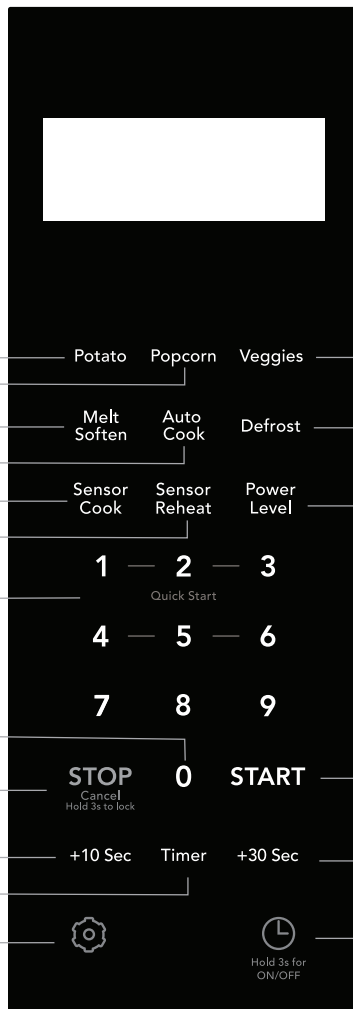 Potato Popcorn Veggies
Melt Soften Auto Cook Defrost
Sensor Cook Sensor Reheat Power Level
1 2 3
Quick Start
4 5 6
7 8 9
STOP 0 START
Cancel
Hold 3s to lock
+10 Sec Timer +30 Sec
Hold 3s for
ON/OFF